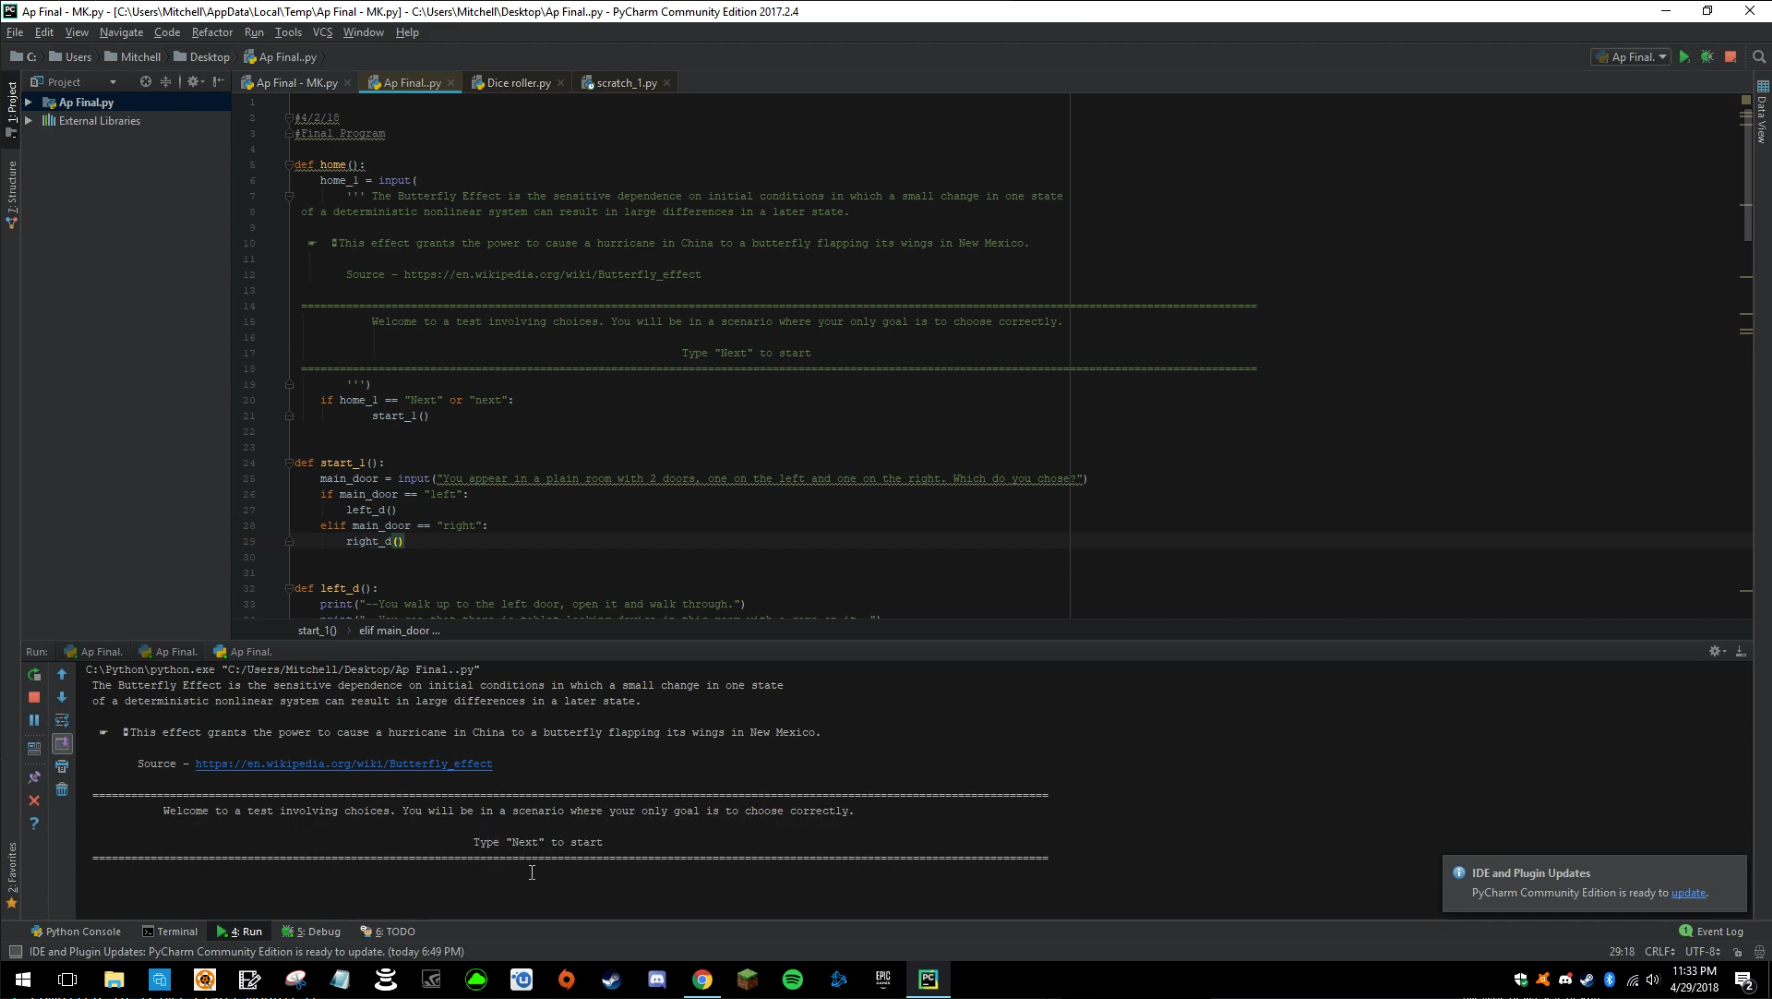 Ap Final - MK.py - [C:\Users\Mitchell\AppData\Local\Temp\Ap Final - MK.py] - C:\Users\Mitchell\Desktop\Ap Final..py - PyCharm Community Edition 2017.2.4
File Edit View Navigate Code Refactor Run Tools VCS Window Help
C: Users Mitchell Desktop Ap Final..py
Ap Final.
Project
Ap Final - MK.py
Ap Final..py
Dice roller.py
scratch_1.py
1: Project
Z: Structure
2: Favorites
Data View
Ap Final.py
External Libraries
1
2 #4/2/18
3 #Final Program
4
5 def home():
6 home_1 = input(
7 ''' The Butterfly Effect is the sensitive dependence on initial conditions in which a small change in one state
8 of a deterministic nonlinear system can result in large differences in a later state.
9
10 ☛ This effect grants the power to cause a hurricane in China to a butterfly flapping its wings in New Mexico.
11
12 Source - https://en.wikipedia.org/wiki/Butterfly_effect
13
14 ====================================================================================================================================================
15 Welcome to a test involving choices. You will be in a scenario where your only goal is to choose correctly.
16
17 Type "Next" to start
18 ====================================================================================================================================================
19 ''')
20 if home_1 == "Next" or "next":
21 start_1()
22
23
24 def start_1():
25 main_door = input("You appear in a plain room with 2 doors, one on the left and one on the right. Which do you chose?")
26 if main_door == "left":
27 left_d()
28 elif main_door == "right":
29 right_d()
30
31
32 def left_d():
33 print("--You walk up to the left door, open it and walk through.")
start_1() elif main_door ...
Run: Ap Final. Ap Final. Ap Final.
C:\Python\python.exe "C:/Users/Mitchell/Desktop/Ap Final..py"
The Butterfly Effect is the sensitive dependence on initial conditions in which a small change in one state
of a deterministic nonlinear system can result in large differences in a later state.
☛ This effect grants the power to cause a hurricane in China to a butterfly flapping its wings in New Mexico.
Source - https://en.wikipedia.org/wiki/Butterfly_effect
====================================================================================================================================================
Welcome to a test involving choices. You will be in a scenario where your only goal is to choose correctly.
Type "Next" to start
====================================================================================================================================================
IDE and Plugin Updates
PyCharm Community Edition is ready to update.
Python Console Terminal 4: Run 5: Debug 6: TODO
1 Event Log
IDE and Plugin Updates: PyCharm Community Edition is ready to update. (today 6:49 PM)
29:18 CRLF÷ UTF-8÷
EPIC GAMES
PC
11:33 PM
4/29/2018
2